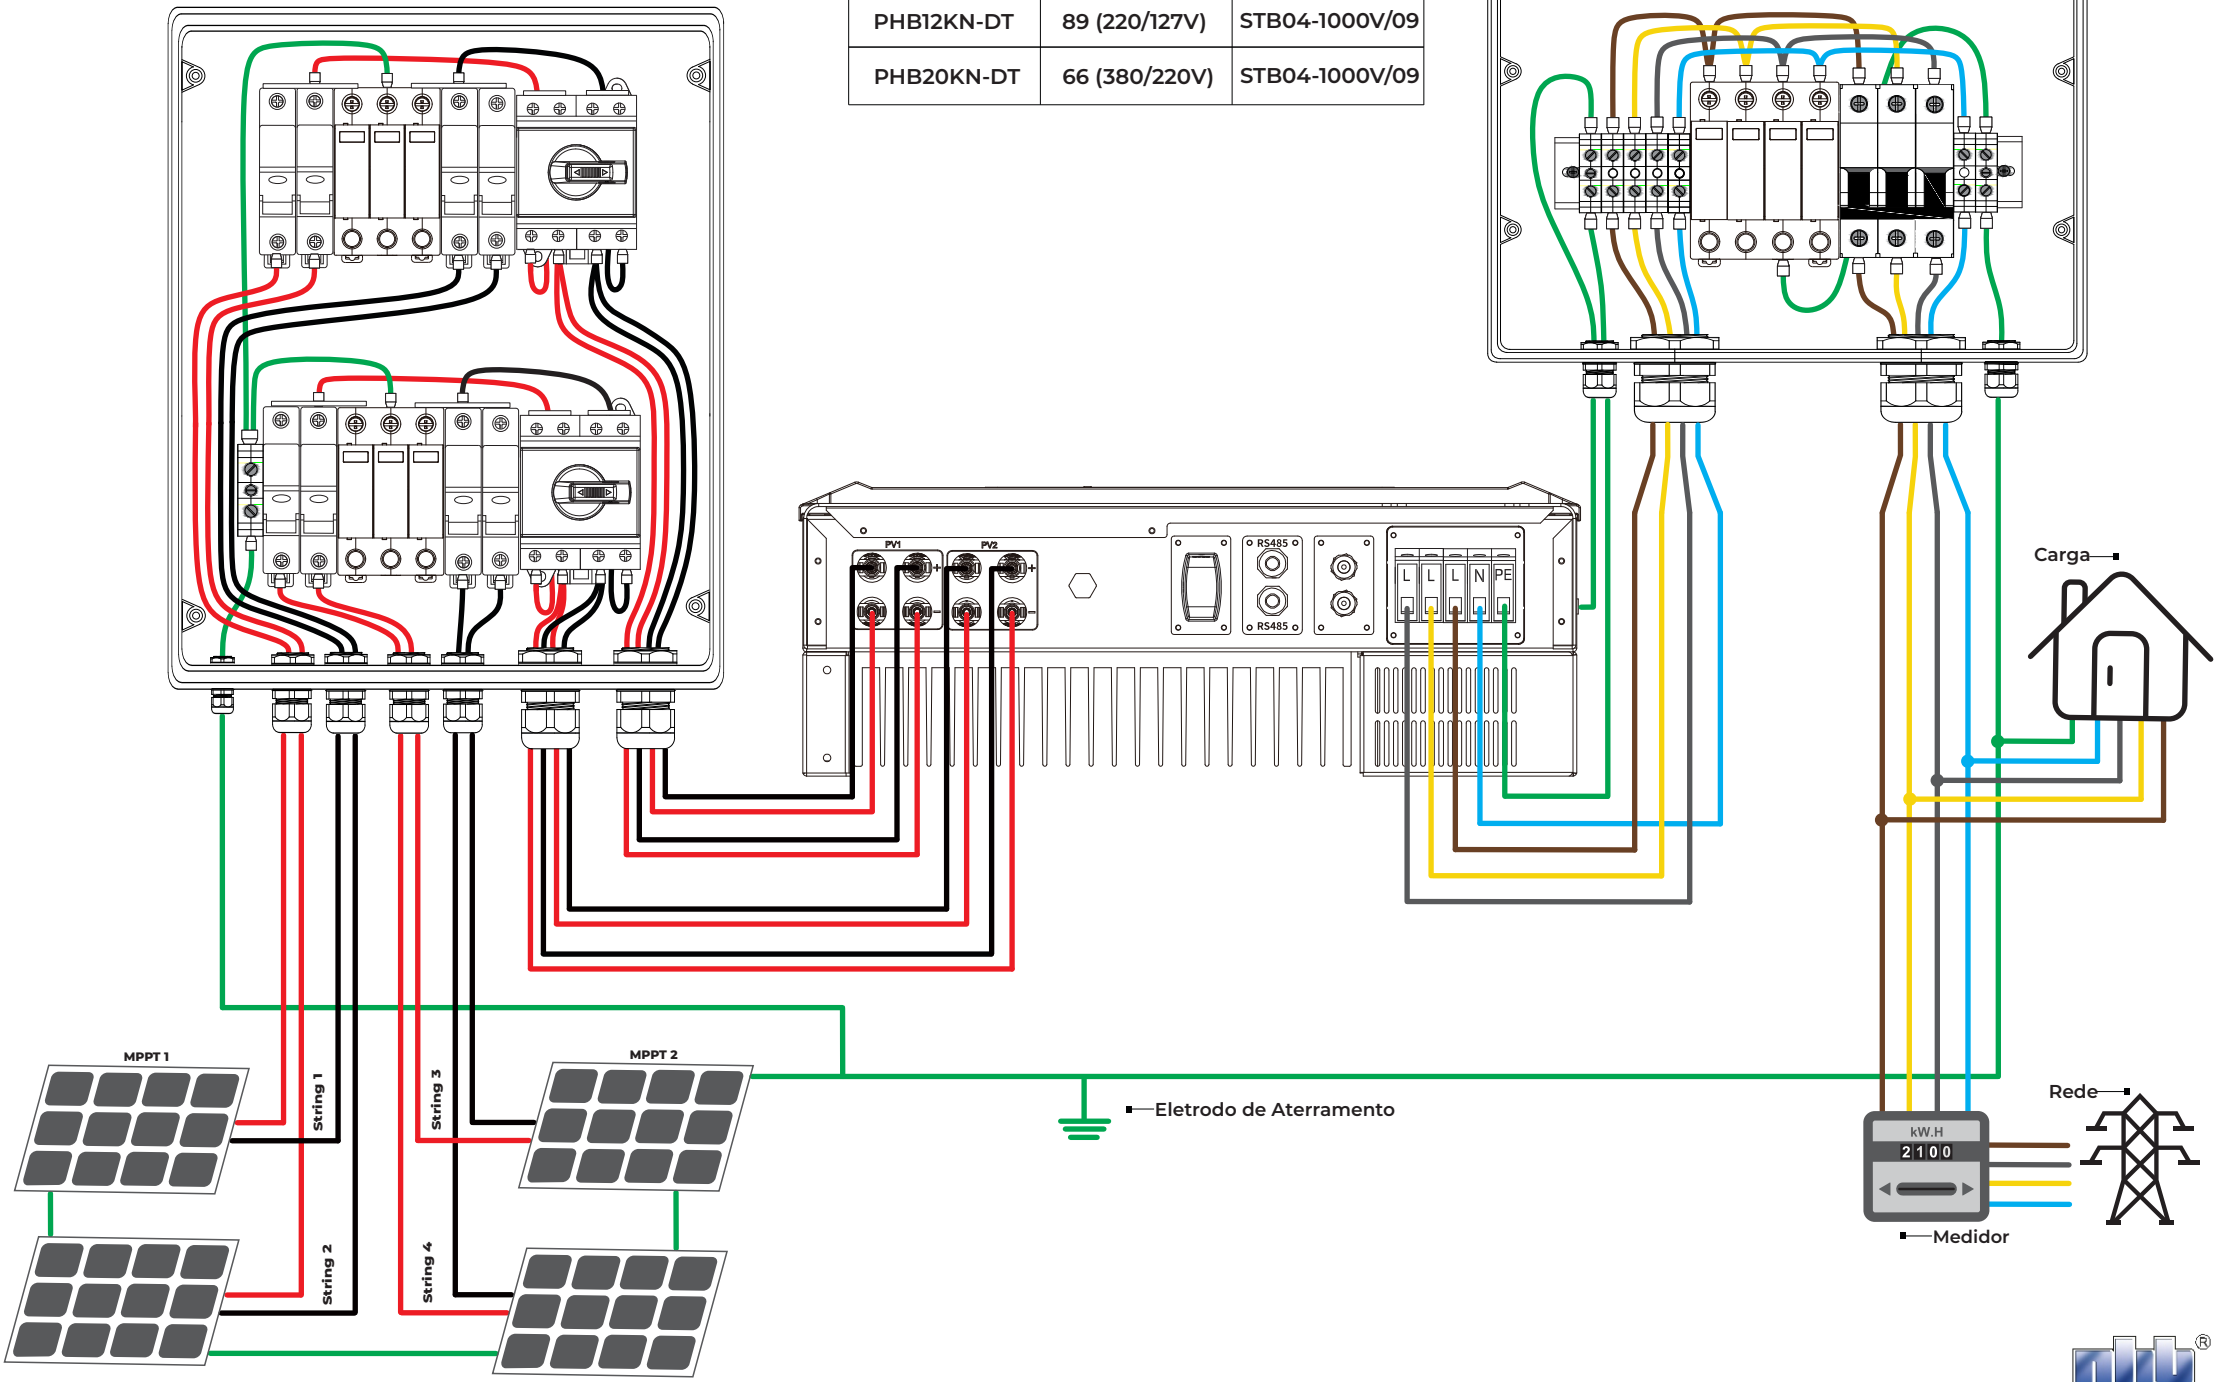 PHB12KN-DT 89 (220/127V) STB04-1000V/09
PHB20KN-DT 66 (380/220V) STB04-1000V/09
PV1 PV2
+ +
- -
RS485
RS485
L L L N PE
Carga
MPPT 1
MPPT 2
String 1
String 3
String 2
String 4
Eletrodo de Aterramento
Rede
kW.H
2100
Medidor
®